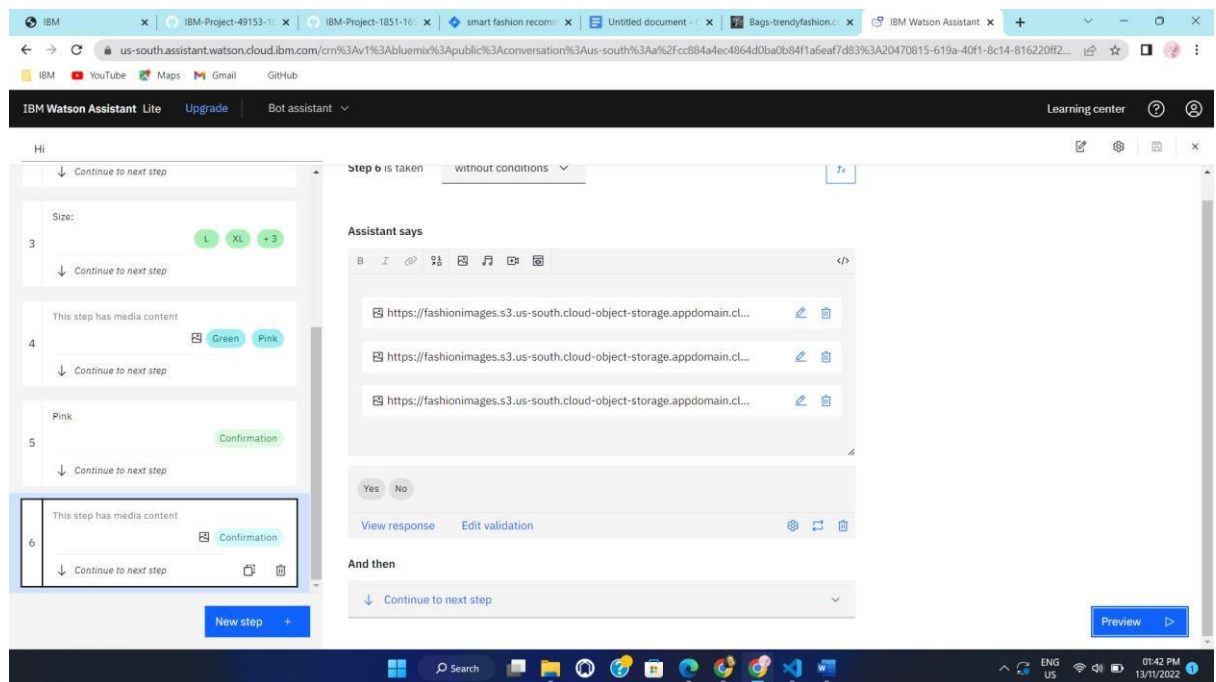 IBM
IBM-Project-49153-1
IBM-Project-1851-16
smart fashion recomm
Untitled document -
Bags-trendyfashion.c
IBM Watson Assistant
us-south.assistant.watson.cloud.ibm.com/crn%3Av1%3Abluemix%3Apublic%3Aconversation%3Aus-south%3Aa%2Fcc884a4ec4864d0ba0b84f1a6eaf7d83%3A20470815-619a-40f1-8c14-816220ff2...
IBM YouTube Maps Gmail GitHub
IBM Watson Assistant Lite Upgrade Bot assistant Learning center
Hi
Continue to next step
3
Size:
L XL + 3
Continue to next step
4
This step has media content
Green Pink
Continue to next step
5
Pink
Confirmation
Continue to next step
6
This step has media content
Confirmation
Continue to next step
New step +
Step 6 is taken without conditions
fx
Assistant says
B I </>
https://fashionimages.s3.us-south.cloud-object-storage.appdomain.cl...
https://fashionimages.s3.us-south.cloud-object-storage.appdomain.cl...
https://fashionimages.s3.us-south.cloud-object-storage.appdomain.cl...
Yes No
View response Edit validation
And then
Continue to next step
Preview
Search
ENG
US
01:42 PM
13/11/2022
1